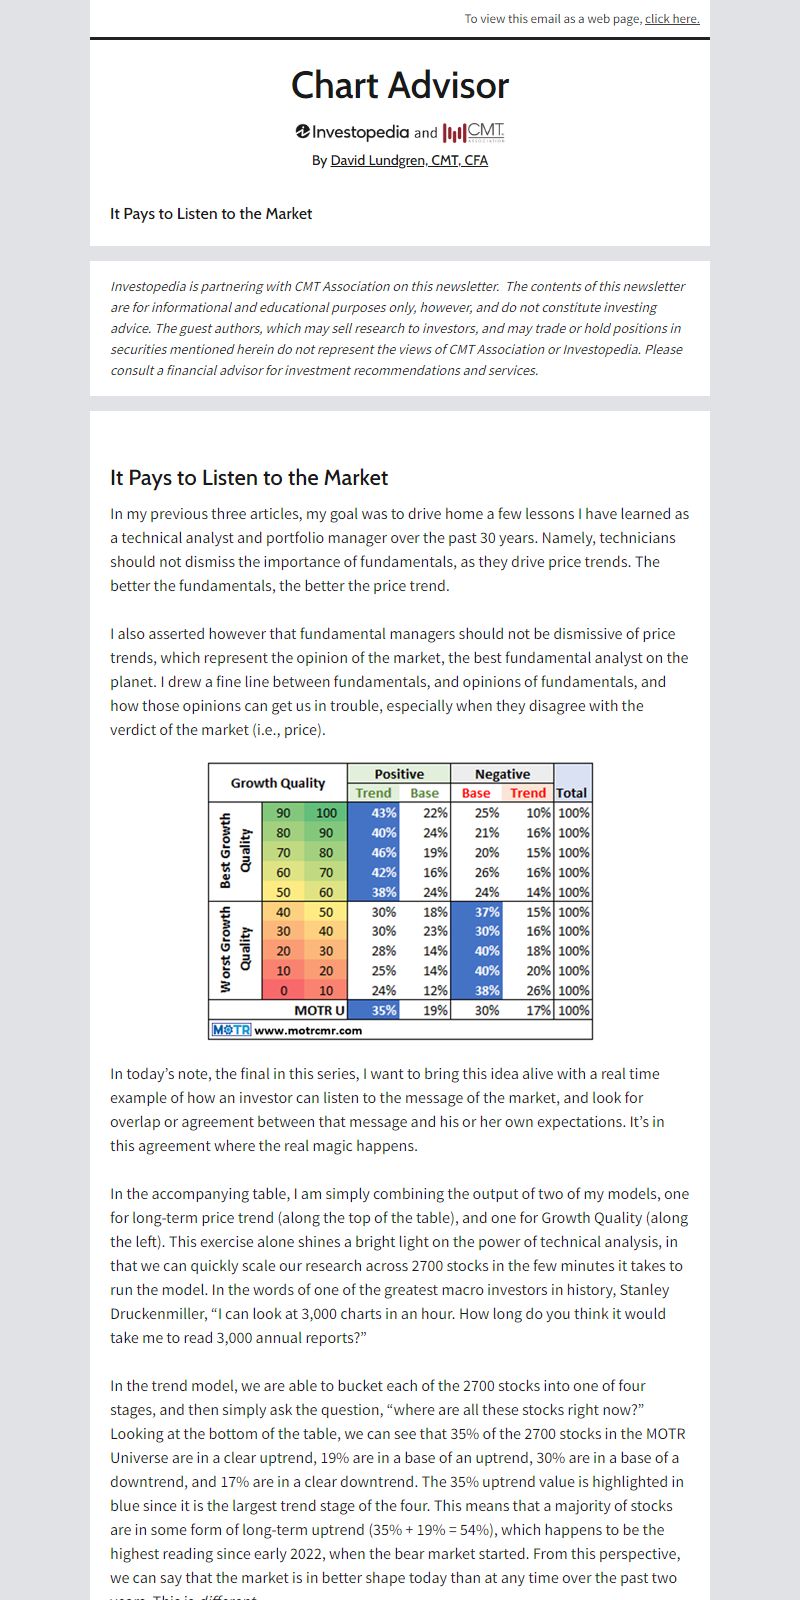 To view this email as a web page, click here.
Chart Advisor
Investopedia and CMT ASSOCIATION
By David Lundgren, CMT, CFA
It Pays to Listen to the Market
Investopedia is partnering with CMT Association on this newsletter. The contents of this newsletter
are for informational and educational purposes only, however, and do not constitute investing
advice. The guest authors, which may sell research to investors, and may trade or hold positions in
securities mentioned herein do not represent the views of CMT Association or Investopedia. Please
consult a financial advisor for investment recommendations and services.
It Pays to Listen to the Market
In my previous three articles, my goal was to drive home a few lessons I have learned as
a technical analyst and portfolio manager over the past 30 years. Namely, technicians
should not dismiss the importance of fundamentals, as they drive price trends. The
better the fundamentals, the better the price trend.
I also asserted however that fundamental managers should not be dismissive of price
trends, which represent the opinion of the market, the best fundamental analyst on the
planet. I drew a fine line between fundamentals, and opinions of fundamentals, and
how those opinions can get us in trouble, especially when they disagree with the
verdict of the market (i.e., price).
Growth Quality Positive Negative
Trend Base Base Trend Total
Best Growth Quality
90 100 43% 22% 25% 10% 100%
80 90 40% 24% 21% 16% 100%
70 80 46% 19% 20% 15% 100%
60 70 42% 16% 26% 16% 100%
50 60 38% 24% 24% 14% 100%
Worst Growth Quality
40 50 30% 18% 37% 15% 100%
30 40 30% 23% 30% 16% 100%
20 30 28% 14% 40% 18% 100%
10 20 25% 14% 40% 20% 100%
0 10 24% 12% 38% 26% 100%
MOTR U 35% 19% 30% 17% 100%
MOTR www.motrcmr.com
In today’s note, the final in this series, I want to bring this idea alive with a real time
example of how an investor can listen to the message of the market, and look for
overlap or agreement between that message and his or her own expectations. It’s in
this agreement where the real magic happens.
In the accompanying table, I am simply combining the output of two of my models, one
for long-term price trend (along the top of the table), and one for Growth Quality (along
the left). This exercise alone shines a bright light on the power of technical analysis, in
that we can quickly scale our research across 2700 stocks in the few minutes it takes to
run the model. In the words of one of the greatest macro investors in history, Stanley
Druckenmiller, “I can look at 3,000 charts in an hour. How long do you think it would
take me to read 3,000 annual reports?”
In the trend model, we are able to bucket each of the 2700 stocks into one of four
stages, and then simply ask the question, “where are all these stocks right now?”
Looking at the bottom of the table, we can see that 35% of the 2700 stocks in the MOTR
Universe are in a clear uptrend, 19% are in a base of an uptrend, 30% are in a base of a
downtrend, and 17% are in a clear downtrend. The 35% uptrend value is highlighted in
blue since it is the largest trend stage of the four. This means that a majority of stocks
are in some form of long-term uptrend (35% + 19% = 54%), which happens to be the
highest reading since early 2022, when the bear market started. From this perspective,
we can say that the market is in better shape today than at any time over the past two
years. This is different